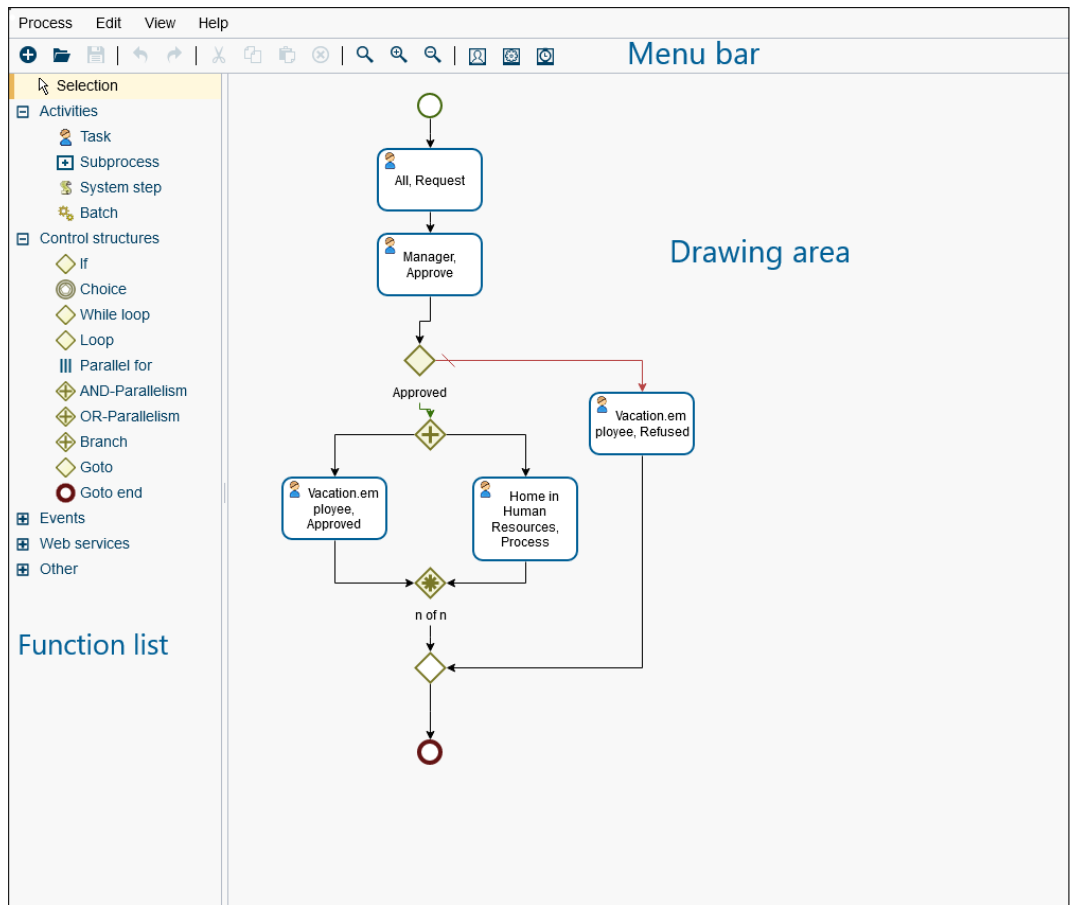 Process Edit View Help
Menu bar
Selection
Activities
Task
Subprocess
System step
Batch
Control structures
If
Choice
While loop
Loop
Parallel for
AND-Parallelism
OR-Parallelism
Branch
Goto
Goto end
Events
Web services
Other
Function list
Drawing area
All, Request
Manager,
Approve
Approved
Vacation.em
ployee, Refused
Vacation.em
ployee,
Approved
Home in
Human
Resources,
Process
n of n